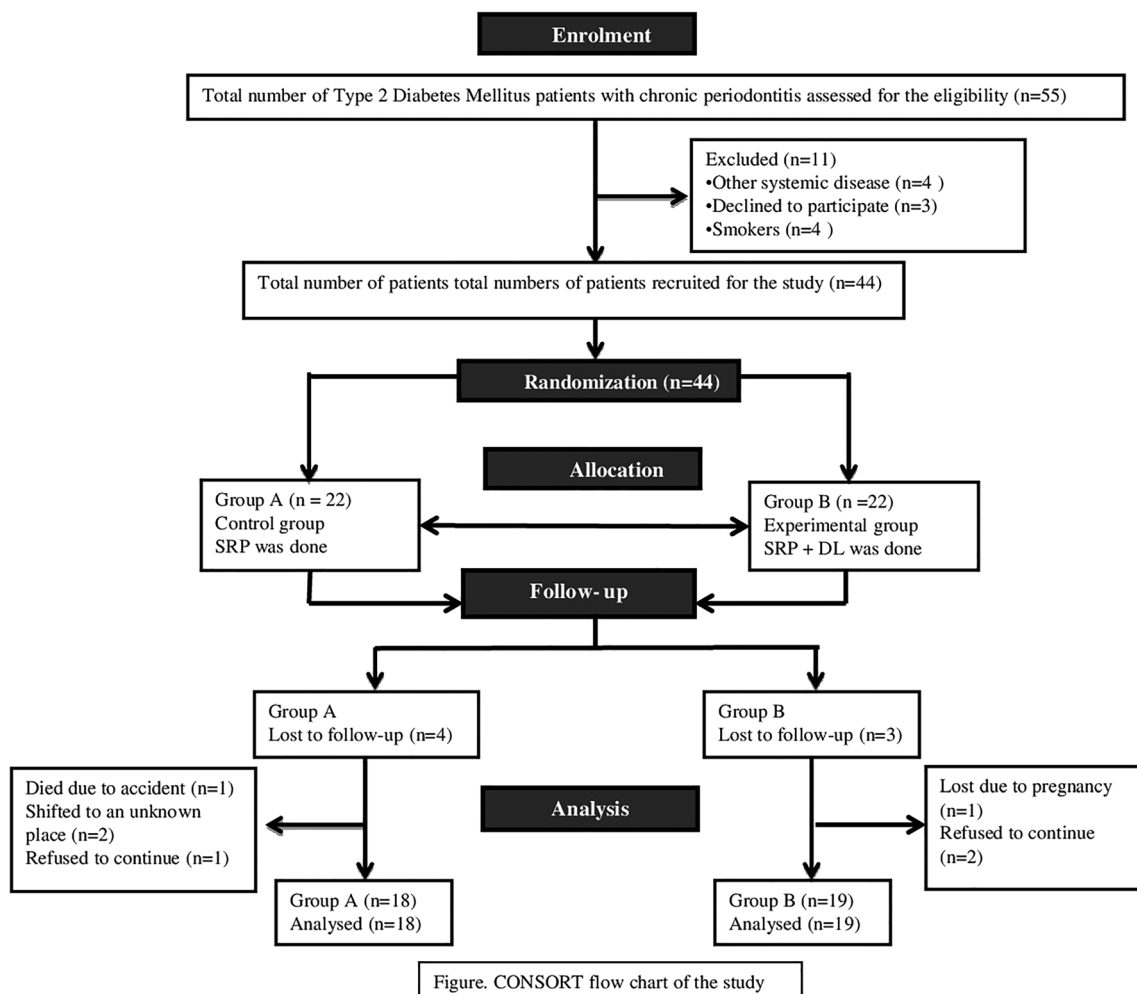 Enrolment
Total number of Type 2 Diabetes Mellitus patients with chronic periodontitis assessed for the eligibility (n=55)
Excluded (n=11)
•Other systemic disease (n=4 )
•Declined to participate (n=3)
•Smokers (n=4 )
Total number of patients total numbers of patients recruited for the study (n=44)
Randomization (n=44)
Allocation
Group A (n = 22)
Control group
SRP was done
Group B (n =22)
Experimental group
SRP + DL was done
Follow- up
Group A
Lost to follow-up (n=4)
Group B
Lost to follow-up (n=3)
Died due to accident (n=1)
Shifted to an unknown
place (n=2)
Refused to continue (n=1)
Analysis
Lost due to pregnancy
(n=1)
Refused to continue
(n=2)
Group A (n=18)
Analysed (n=18)
Group B (n=19)
Analysed (n=19)
Figure. CONSORT flow chart of the study